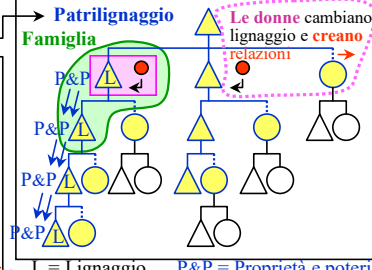 Patrilignaggio
Famiglia
Le donne cambiano
lignaggio e creano
relazioni
P&P L
P&P L
P&P L
P&P L
L = Lignaggio P&P = Proprietà e poteri